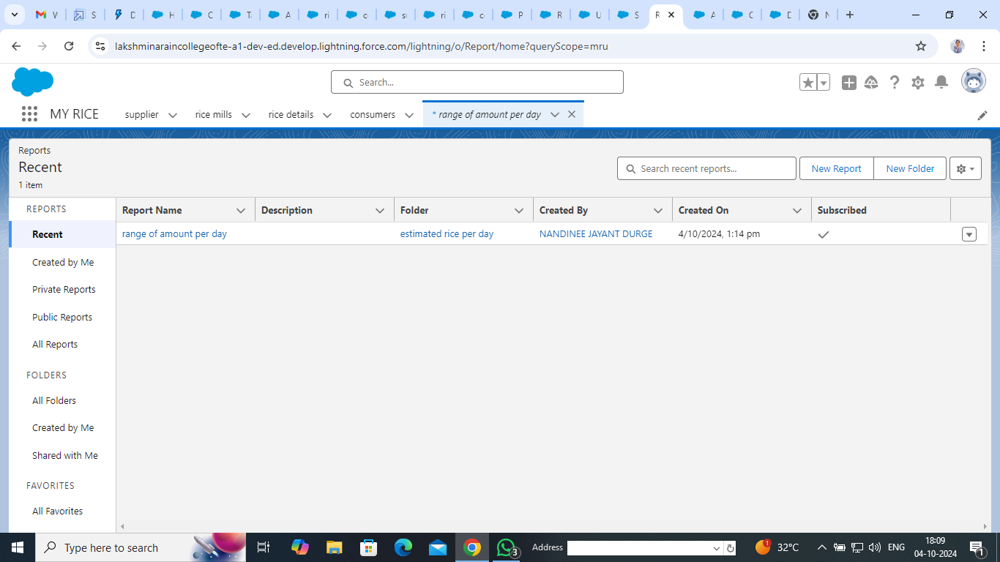 W S D H C T A ri c s ri c P R U S R A C D N
lakshminaraincollegeofte-a1-dev-ed.develop.lightning.force.com/lightning/o/Report/home?queryScope=mru
Search...
MY RICE supplier rice mills rice details consumers * range of amount per day
Reports
Recent
1 item
Search recent reports...
New Report New Folder
REPORTS
Report Name Description Folder Created By Created On Subscribed
Recent
range of amount per day estimated rice per day NANDINEE JAYANT DURGE 4/10/2024, 1:14 pm
Created by Me
Private Reports
Public Reports
All Reports
FOLDERS
All Folders
Created by Me
Shared with Me
FAVORITES
All Favorites
Type here to search
3
Address
1
32°C
ENG
18:09
04-10-2024
1